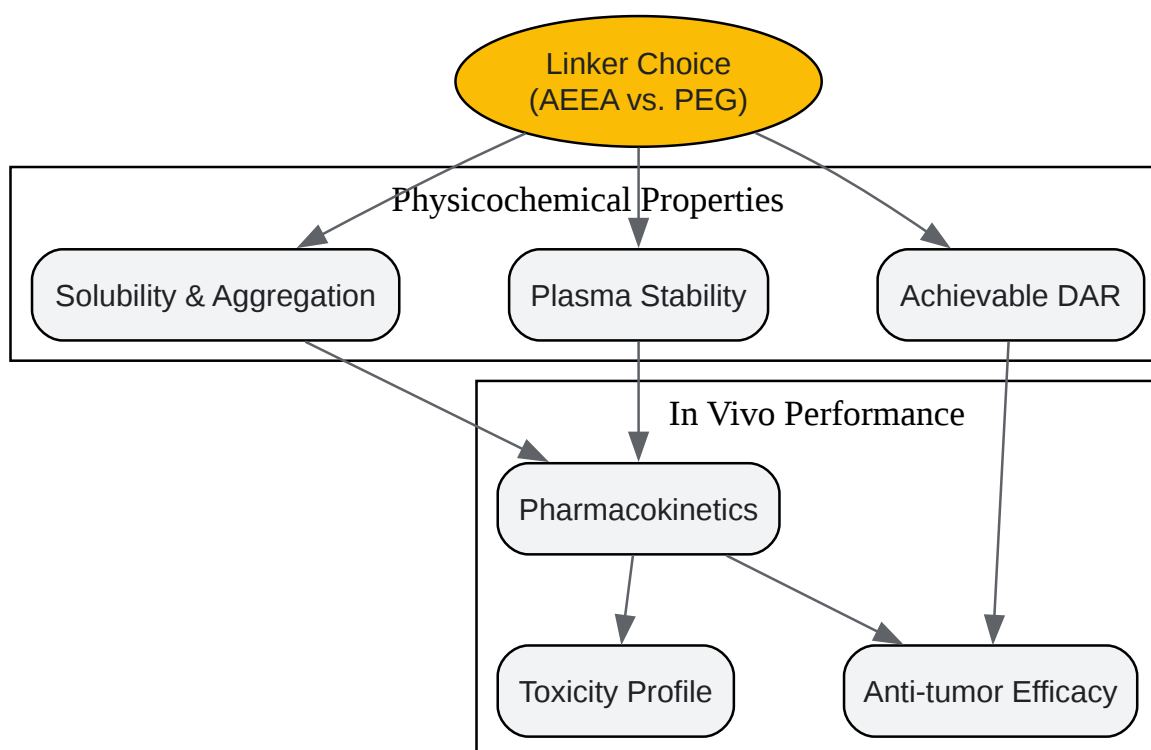 Linker Choice
(AEEA vs. PEG)
Physicochemical Properties
Solubility & Aggregation
Plasma Stability
Achievable DAR
In Vivo Performance
Pharmacokinetics
Toxicity Profile
Anti-tumor Efficacy